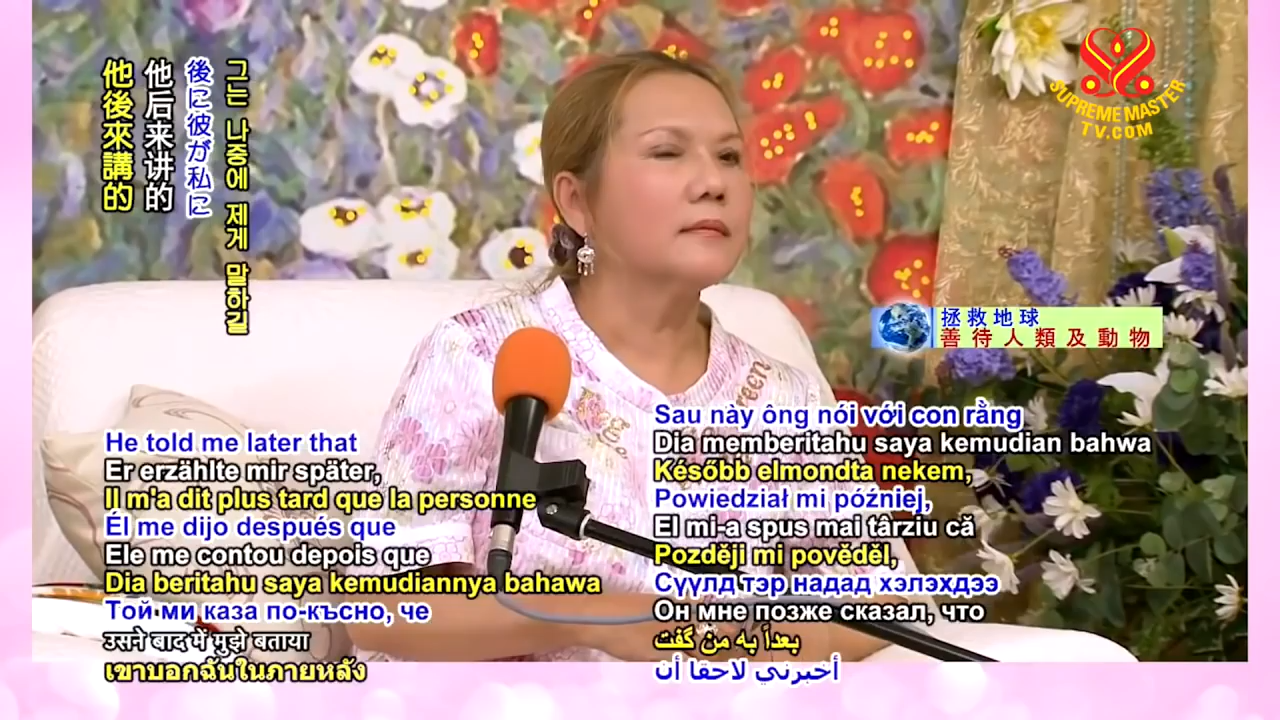 그는 나중에 제게 말하길
後に彼が私に
他后来讲的
他後來講的
SUPREME MASTER
TV.COM
拯救地球
善待人類及動物
He told me later that
Er erzählte mir später,
Il m'a dit plus tard que la personne
Él me dijo después que
Ele me contou depois que
Dia beritahu saya kemudiannya bahawa
Той ми каза по-късно, че
उसने बाद में मुझे बताया
เขาบอกฉันในภายหลัง
Sau này ông nói với con rằng
Dia memberitahu saya kemudian bahwa
Később elmondta nekem,
Powiedział mi później,
El mi-a spus mai târziu că
Později mi pověděl,
Сүүлд тэр надад хэлэхдээ
Он мне позже сказал, что
بعداً به من گفت
أخبرني لاحقا أن